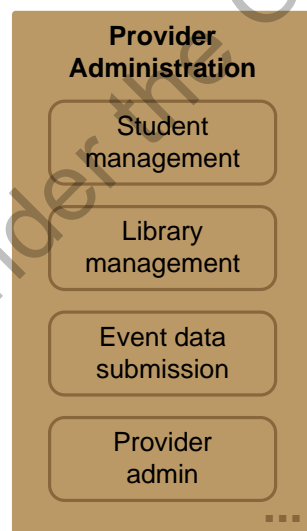 Provider
Administration
Student
management
Library
management
Event data
submission
Provider
admin
...